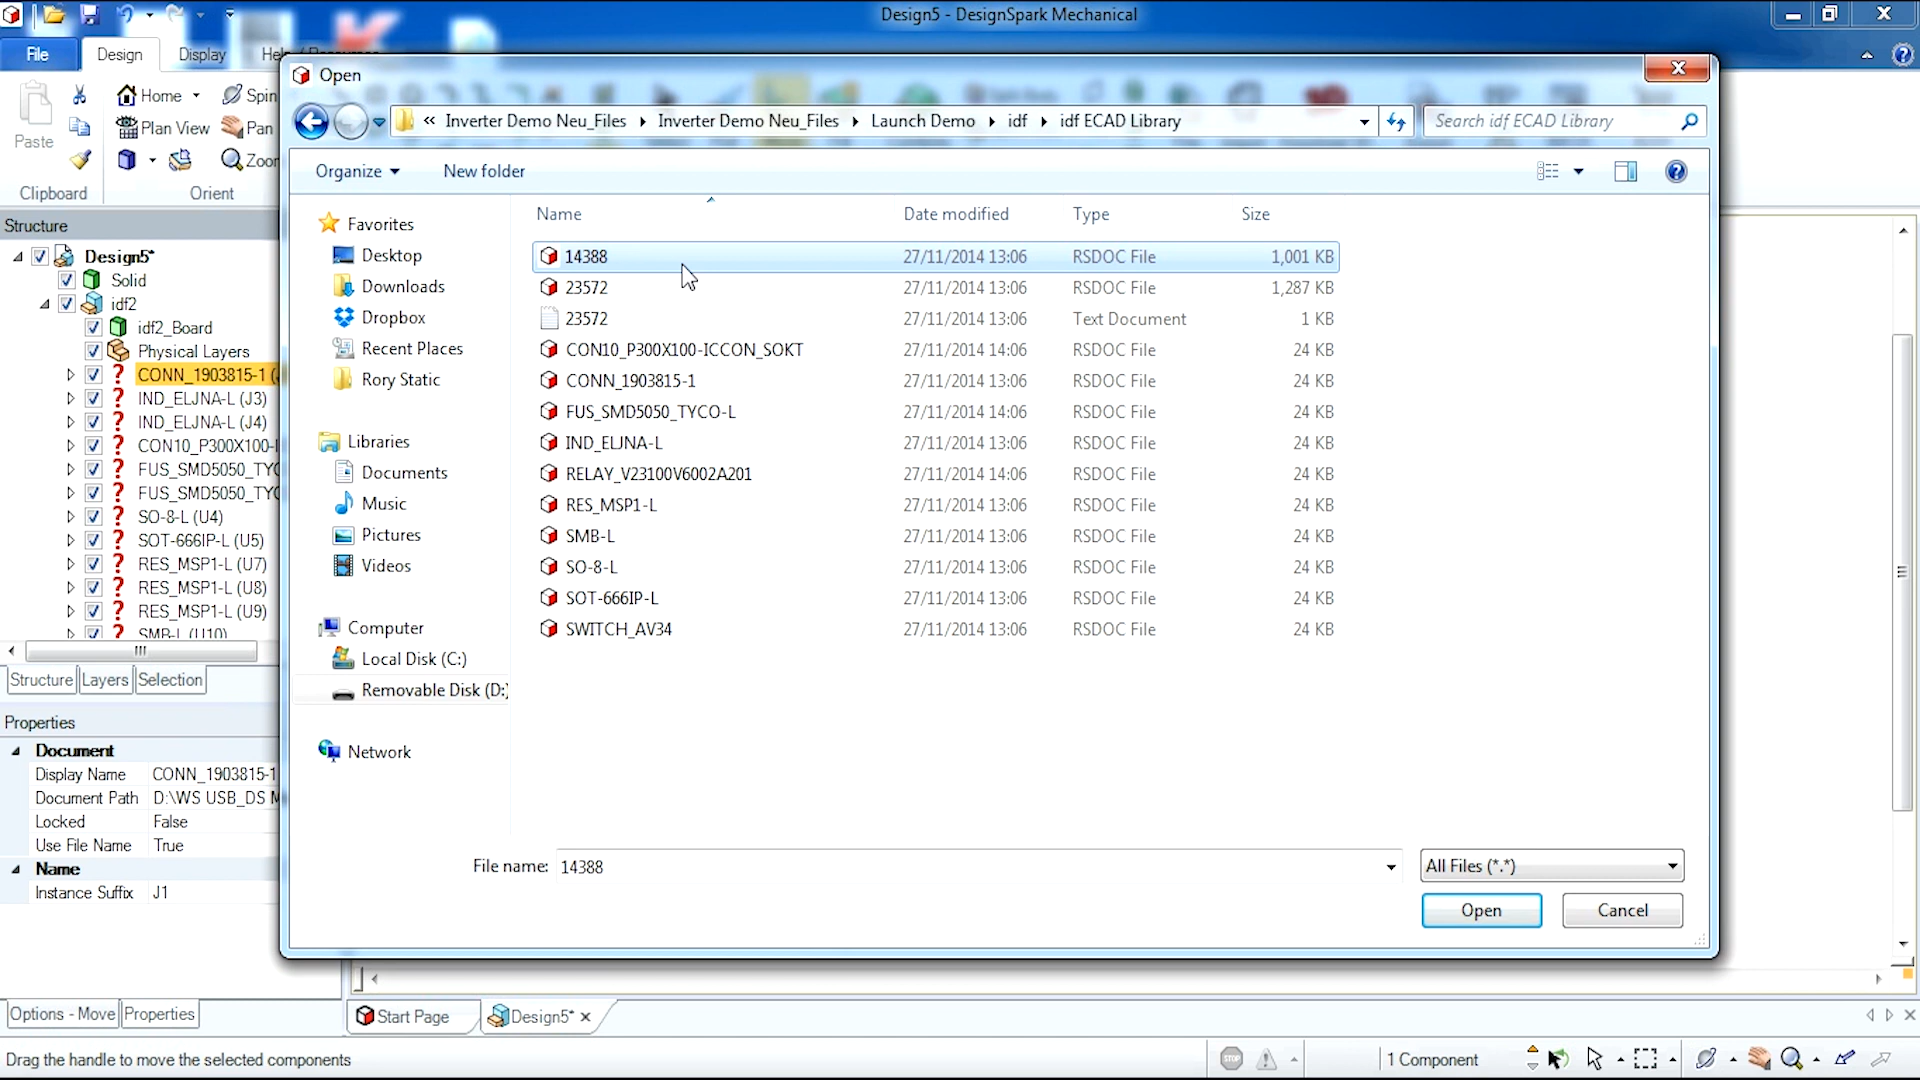 Design5 - DesignSpark Mechanical
File
Design
Display
Open
Paste
Home
Spin
Plan View
Pan
Zoom
Clipboard
Orient
« Inverter Demo Neu_Files Inverter Demo Neu_Files Launch Demo idf idf ECAD Library
Search idf ECAD Library
Organize
New folder
Structure
Design5*
Solid
idf2
idf2_Board
Physical Layers
CONN_1903815-1 (
IND_ELJNA-L (J3)
IND_ELJNA-L (J4)
CON10_P300X100-I
FUS_SMD5050_TYC
FUS_SMD5050_TYC
SO-8-L (U4)
SOT-666IP-L (U5)
RES_MSP1-L (U7)
RES_MSP1-L (U8)
RES_MSP1-L (U9)
SMB-L (U10)
Structure
Layers
Selection
Properties
Document
Display Name CONN_1903815-1
Document Path D:\WS USB_DS M
Locked False
Use File Name True
Name
Instance Suffix J1
Favorites
Desktop
Downloads
Dropbox
Recent Places
Rory Static
Libraries
Documents
Music
Pictures
Videos
Computer
Local Disk (C:)
Removable Disk (D:)
Network
Name Date modified Type Size
14388 27/11/2014 13:06 RSDOC File 1,001 KB
23572 27/11/2014 13:06 RSDOC File 1,287 KB
23572 27/11/2014 13:06 Text Document 1 KB
CON10_P300X100-ICCON_SOKT 27/11/2014 14:06 RSDOC File 24 KB
CONN_1903815-1 27/11/2014 13:06 RSDOC File 24 KB
FUS_SMD5050_TYCO-L 27/11/2014 14:06 RSDOC File 24 KB
IND_ELJNA-L 27/11/2014 13:06 RSDOC File 24 KB
RELAY_V23100V6002A201 27/11/2014 14:06 RSDOC File 24 KB
RES_MSP1-L 27/11/2014 13:06 RSDOC File 24 KB
SMB-L 27/11/2014 13:06 RSDOC File 24 KB
SO-8-L 27/11/2014 13:06 RSDOC File 24 KB
SOT-666IP-L 27/11/2014 13:06 RSDOC File 24 KB
SWITCH_AV34 27/11/2014 13:06 RSDOC File 24 KB
File name: 14388
All Files (*.*)
Open
Cancel
Options - Move
Properties
Start Page
Design5*
Drag the handle to move the selected components
STOP
1 Component